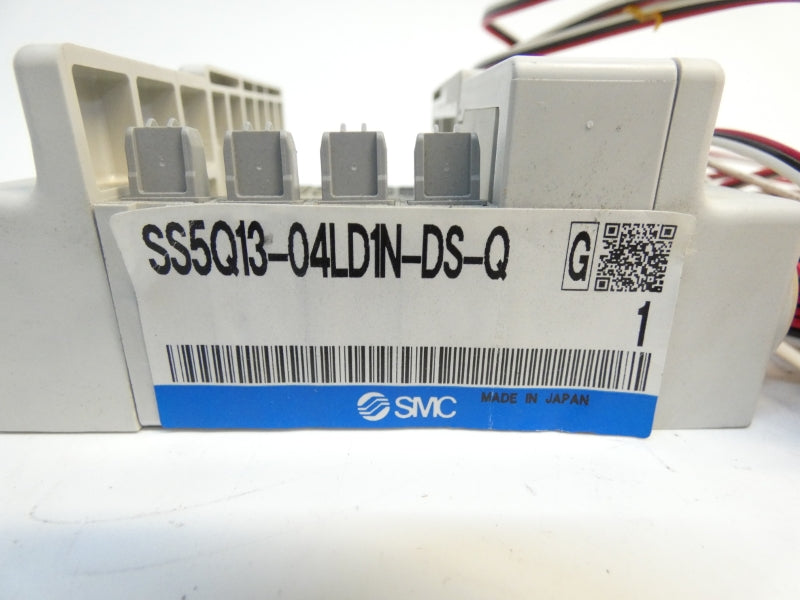 SS5Q13-04LD1N-DS-Q G
1
SMC MADE IN JAPAN